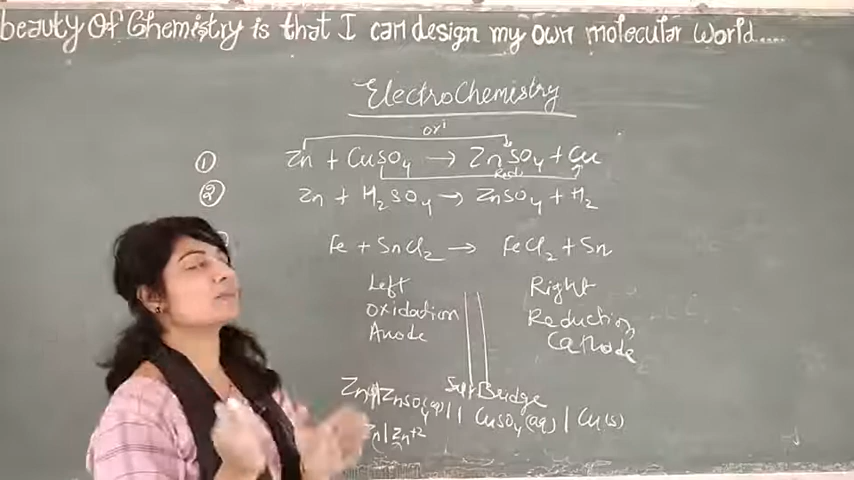 beauty Of Chemistry is that I can design my own molecular world....
ElectroChemistry
oxi
① Zn + CuSO₄ → ZnSO₄ + Cu
Red
② Zn + H₂SO₄ → ZnSO₄ + H₂
Fe + SnCl₂ → FeCl₂ + Sn
Left Right
oxidation Reduction
Anode Cathode
Salt Bridge
Zn(s)|ZnSO₄(aq)|| CuSO₄(aq) | Cu(s)
Zn|Zn⁺²